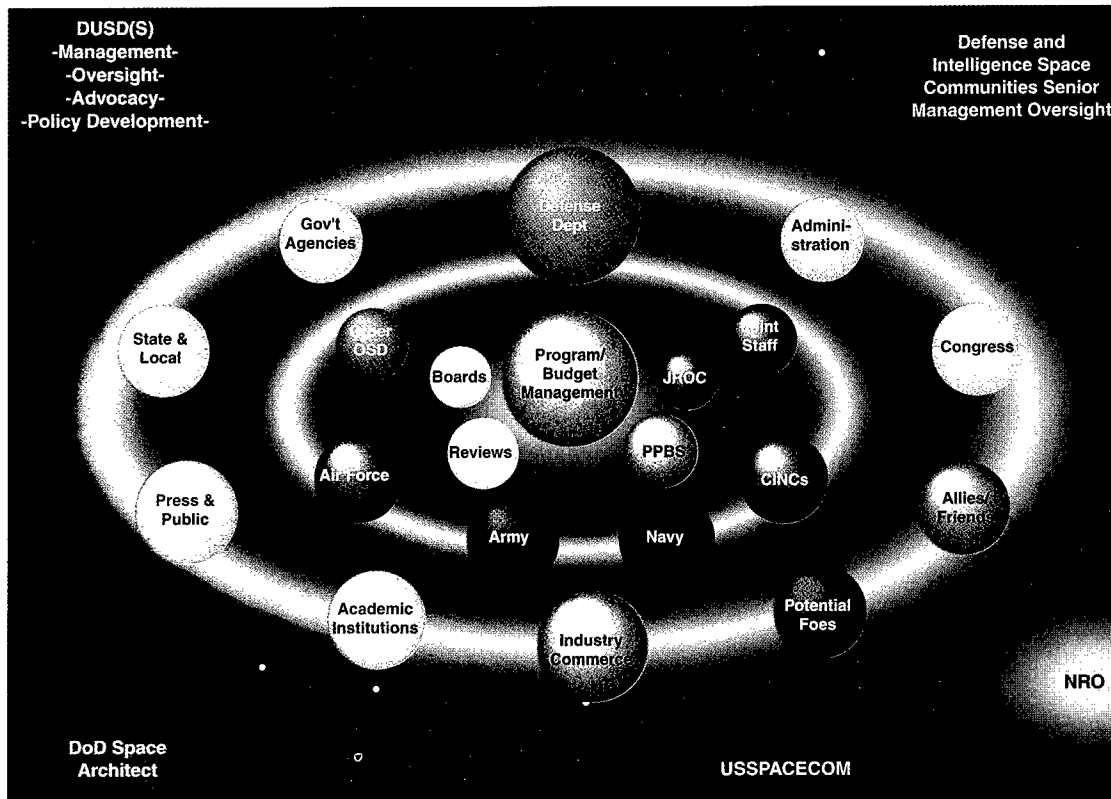 DUSD(S)
-Management-
-Oversight-
-Advocacy-
-Policy Development-
Defense and
Intelligence Space
Communities Senior
Management Oversight
Defense
Dept
Gov't
Agencies
Admini-
stration
State &
Local
Other
OSD
Joint
Staff
Congress
Program/
Budget
Management
Boards
JROC
Reviews
PPBS
Air Force
CINCs
Press &
Public
Allies/
Friends
Army
Navy
Academic
Institutions
Industry
Commerce
Potential
Foes
NRO
DoD Space
Architect
USSPACECOM